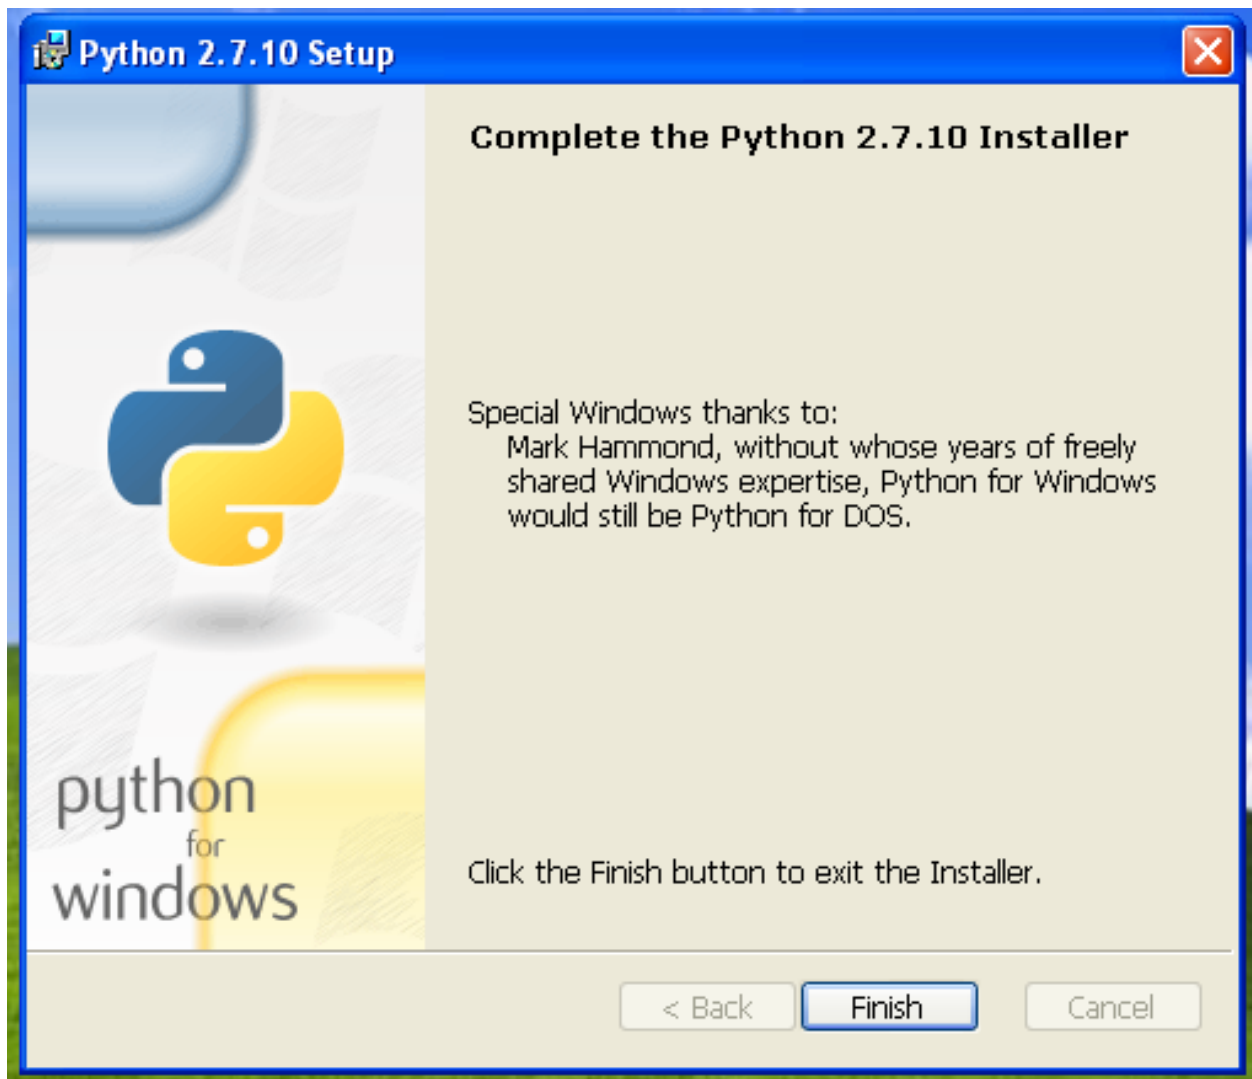 Python 2.7.10 Setup
Complete the Python 2.7.10 Installer
Special Windows thanks to:
Mark Hammond, without whose years of freely
shared Windows expertise, Python for Windows
would still be Python for DOS.
python
for
windows
Click the Finish button to exit the Installer.
< Back
Finish
Cancel